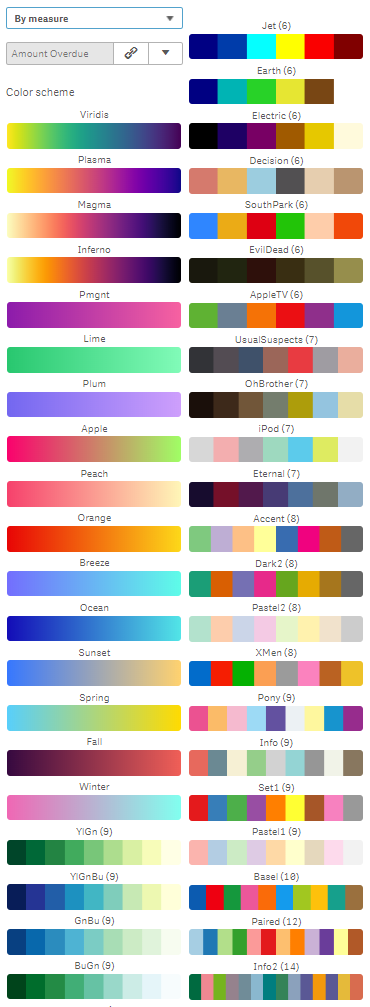 By measure
Amount Overdue
Color scheme
Viridis
Plasma
Magma
Inferno
Pmgnt
Lime
Plum
Apple
Peach
Orange
Breeze
Ocean
Sunset
Spring
Fall
Winter
YlGn (9)
YlGnBu (9)
GnBu (9)
BuGn (9)
Jet (6)
Earth (6)
Electric (6)
Decision (6)
SouthPark (6)
EvilDead (6)
AppleTV (6)
UsualSuspects (7)
OhBrother (7)
iPod (7)
Eternal (7)
Accent (8)
Dark2 (8)
Pastel2 (8)
XMen (8)
Pony (9)
Info (9)
Set1 (9)
Pastel1 (9)
Basel (10)
Paired (12)
Info2 (14)